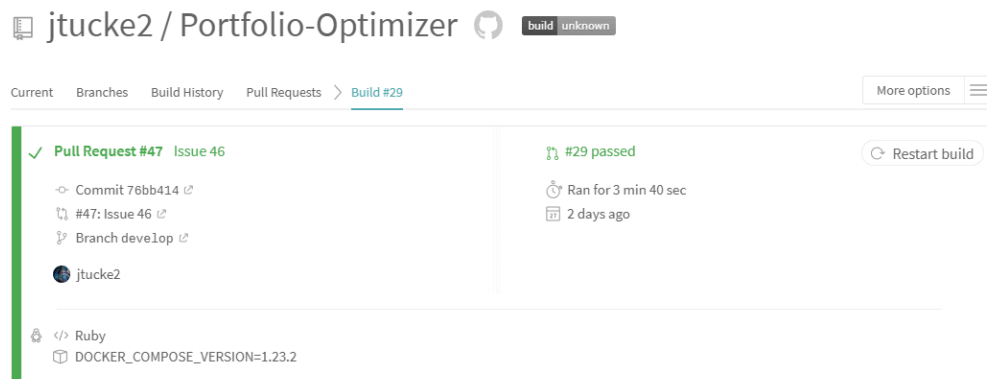 jtucke2 / Portfolio-Optimizer build unknown
Current Branches Build History Pull Requests Build #29 More options
Pull Request #47 Issue 46
Commit 76bb414
#47: Issue 46
Branch develop
jtucke2
#29 passed
Ran for 3 min 40 sec
27
2 days ago
Restart build
Ruby
DOCKER_COMPOSE_VERSION=1.23.2